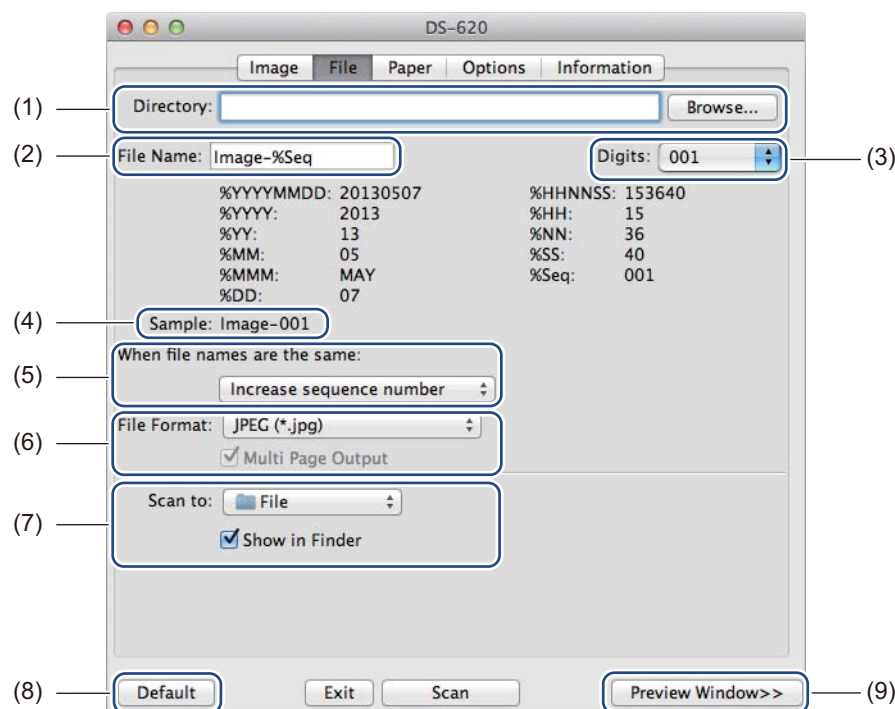 DS-620
Image File Paper Options Information
(1) Directory: Browse...
(2) File Name: Image-%Seq Digits: 001 (3)
%YYYYMMDD: 20130507 %HHNNSS: 153640
%YYYY: 2013 %HH: 15
%YY: 13 %NN: 36
%MM: 05 %SS: 40
%MMM: MAY %Seq: 001
%DD: 07
(4) Sample: Image-001
When file names are the same:
(5) Increase sequence number
File Format: JPEG (*.jpg)
(6) Multi Page Output
Scan to: File
(7) Show in Finder
(8) Default Exit Scan Preview Window>> (9)